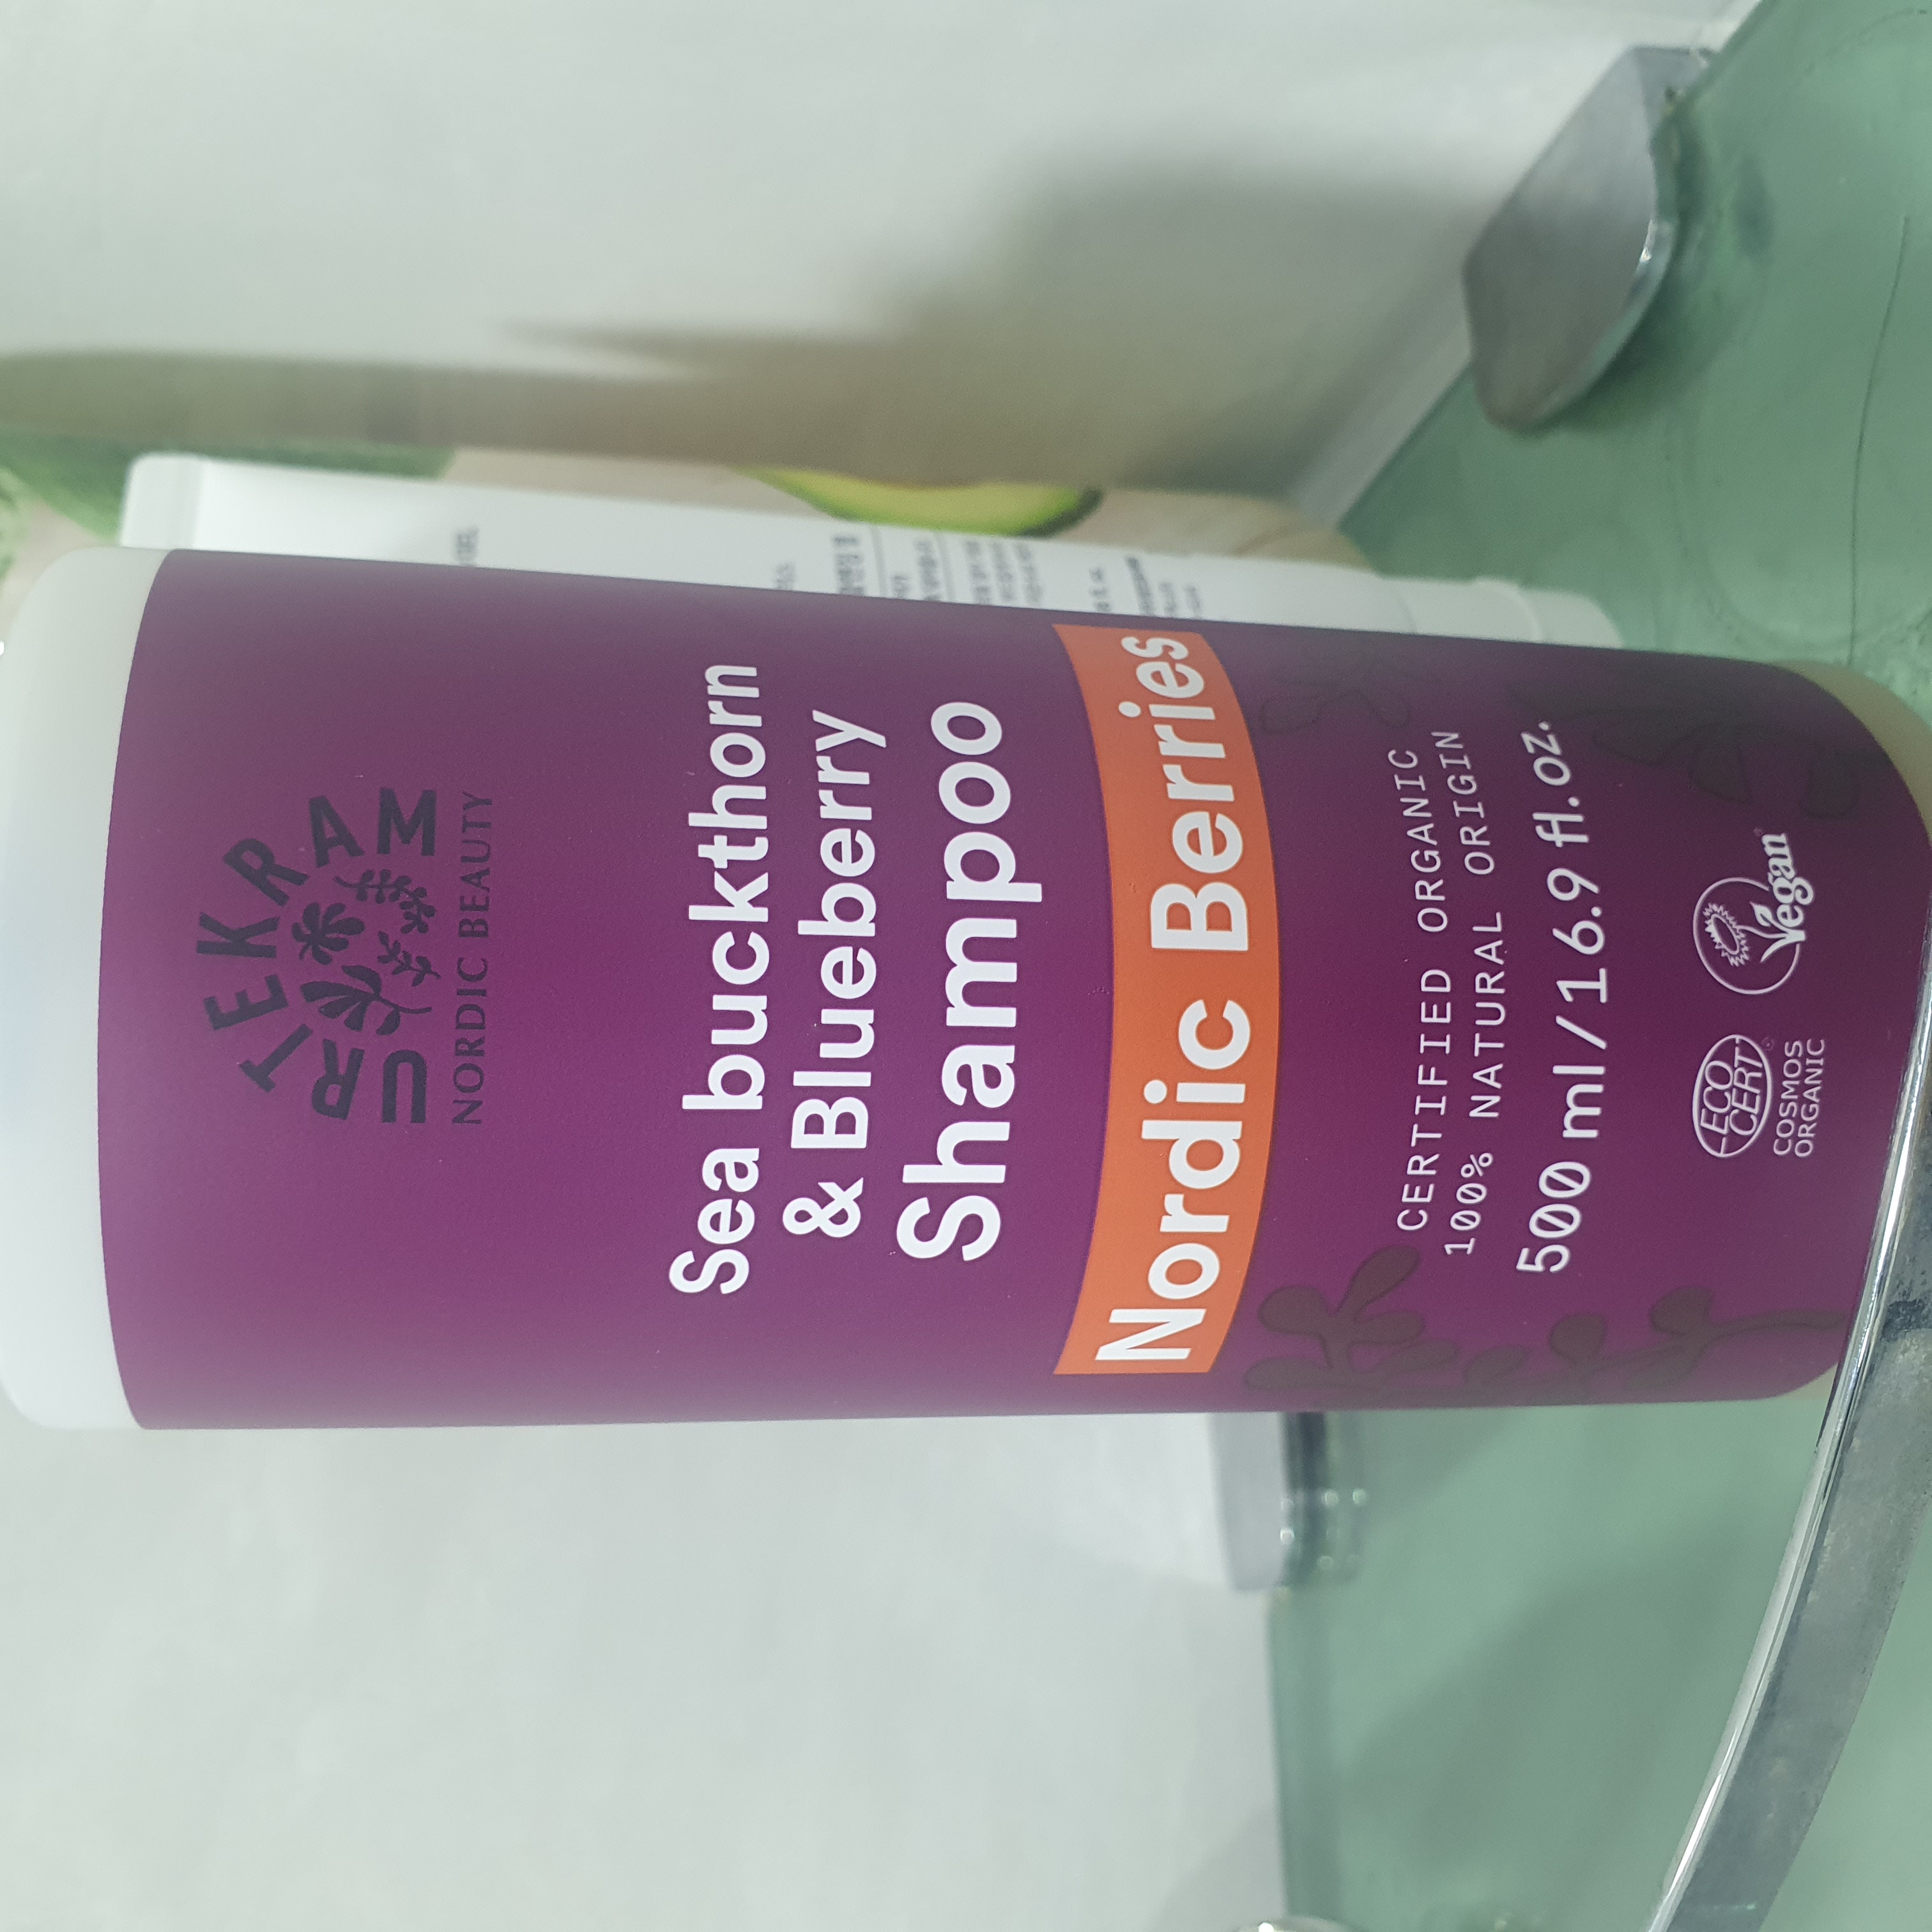 URTEKRAM
NORDIC BEAUTY
Sea buckthorn
& Blueberry
Shampoo
Nordic Berries
CERTIFIED ORGANIC
100% NATURAL ORIGIN
500 ml/16.9 fl.oz.
ECO
CERT
COSMOS
ORGANIC
Vegan